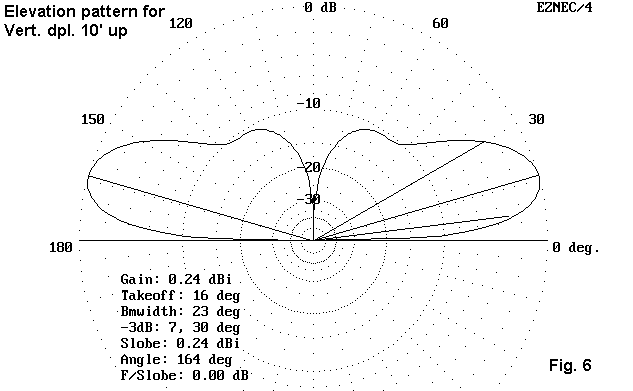 Elevation pattern for
Vert. dpl. 10' up
0 dB
EZNEC/4
120
60
-10
150
30
-20
-30
180
0 deg.
Gain: 0.24 dBi
Takeoff: 16 deg
Bmwidth: 23 deg
-3dB: 7, 30 deg
Slobe: 0.24 dBi
Angle: 164 deg
F/Slobe: 0.00 dB
Fig. 6